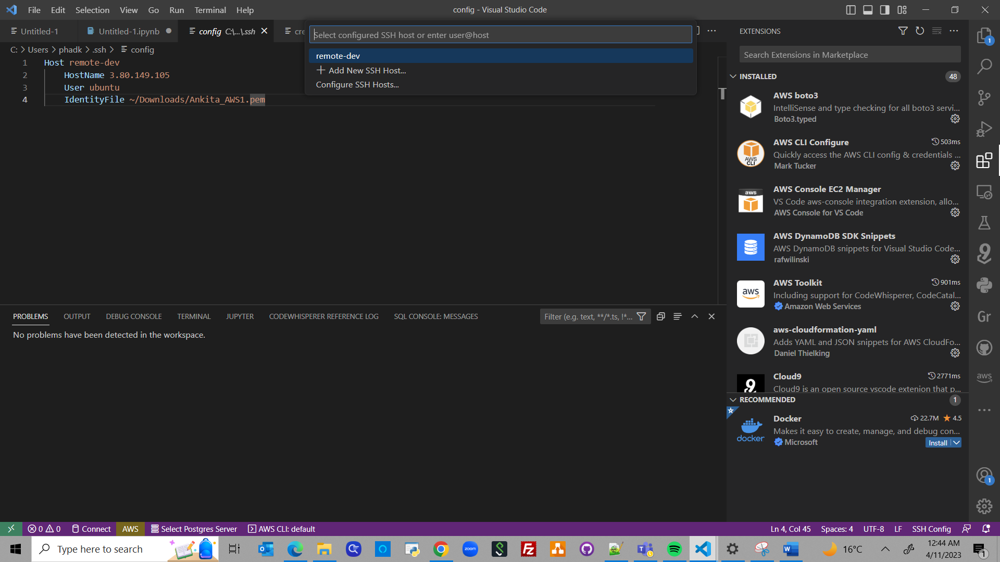 File Edit Selection View Go Run Terminal Help
config - Visual Studio Code
Untitled-1
Untitled-1.ipynb
config C:\...\.ssh
cre
Select configured SSH host or enter user@host
remote-dev
Add New SSH Host...
Configure SSH Hosts...
C: > Users > phadk > .ssh > config
1 Host remote-dev
2 HostName 3.80.149.105
3 User ubuntu
4 IdentityFile ~/Downloads/Ankita_AWS1.pem
PROBLEMS OUTPUT DEBUG CONSOLE TERMINAL JUPYTER CODEWHISPERER REFERENCE LOG SQL CONSOLE: MESSAGES
Filter (e.g. text, **/*.ts, !*...
No problems have been detected in the workspace.
EXTENSIONS
1
Search Extensions in Marketplace
INSTALLED 48
AWS boto3
IntelliSense and type checking for all boto3 servi...
Boto3.typed
AWS CLI Configure 503ms
Quickly access the AWS CLI config & credentials ...
Mark Tucker
AWS
CLI
AWS Console EC2 Manager
VS Code aws-console integration extension, allo...
AWS Console for VS Code
aws
AWS DynamoDB SDK Snippets
AWS DynamoDB snippets for Visual Studio Code...
rafwilinski
AWS Toolkit 901ms
Including support for CodeWhisperer, CodeCatal...
Amazon Web Services
aws
aws-cloudformation-yaml
Adds YAML and JSON snippets for AWS CloudFo...
Daniel Thielking
Cloud9 2771ms
Cloud9 is an open source vscode extenion that p...
RECOMMENDED 1
Docker 22.7M 4.5
Makes it easy to create, manage, and debug con...
Microsoft
Install
docker
Gr
aws
1
0 0 Connect AWS Select Postgres Server AWS CLI: default
Ln 4, Col 45 Spaces: 4 UTF-8 LF SSH Config
Type here to search
zoom
16°C
12:44 AM
4/11/2023
1